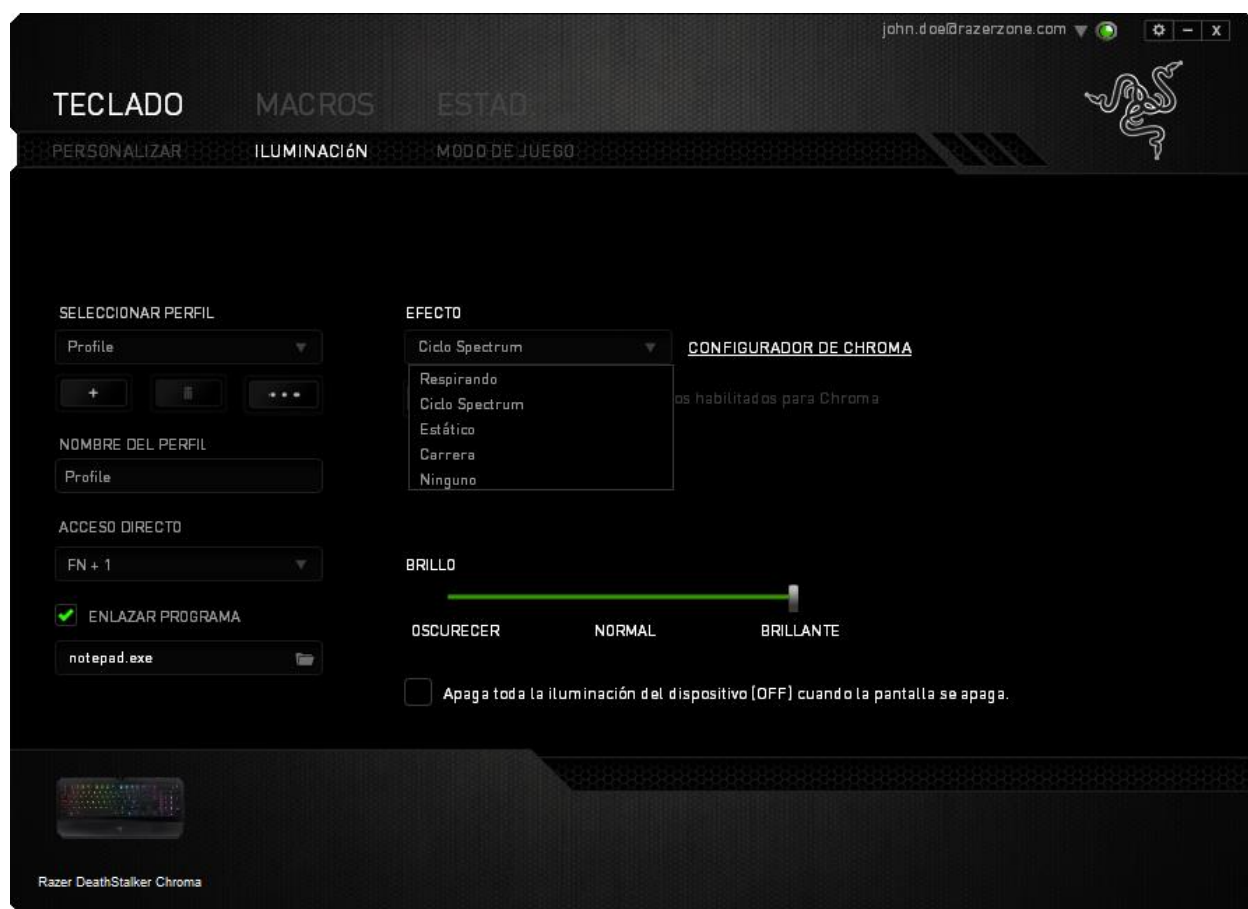 john.doe@razerzone.com
TECLADO MACROS ESTAD.
PERSONALIZAR ILUMINACIóN MODO DE JUEGO
SELECCIONAR PERFIL
Profile
NOMBRE DEL PERFIL
Profile
ACCESO DIRECTO
FN + 1
ENLAZAR PROGRAMA
notepad.exe
EFECTO
Ciclo Spectrum
CONFIGURADOR DE CHROMA
Respirando
Ciclo Spectrum
Estático
Carrera
Ninguno
os habilitados para Chroma
BRILLO
OSCURECER NORMAL BRILLANTE
Apaga toda la iluminación del dispositivo (OFF) cuando la pantalla se apaga.
Razer DeathStalker Chroma